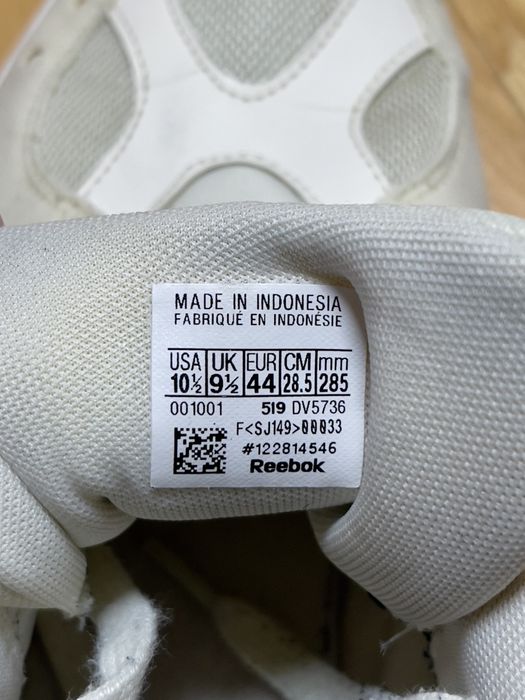 MADE IN INDONESIA
FABRIQUÉ EN INDONÉSIE
USA UK EUR CM mm
10½ 9½ 44 28.5 285
001001 519 DV5736
F<SJ149>00033
#122814546
Reebok